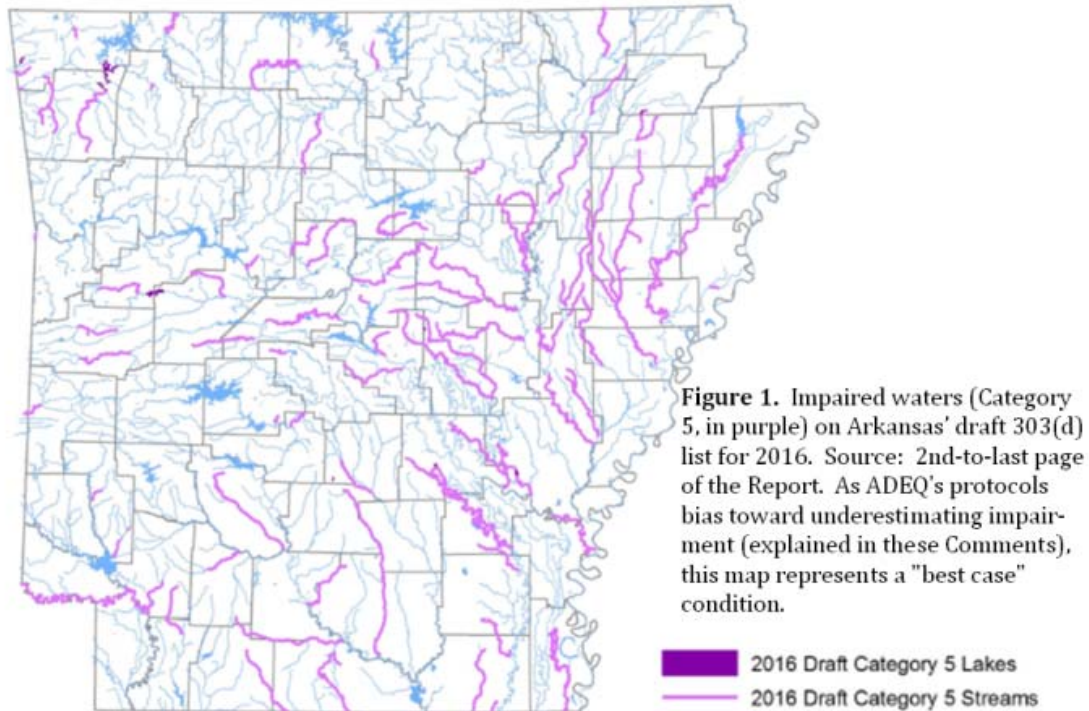 Figure 1. Impaired waters (Category
5, in purple) on Arkansas' draft 303(d)
list for 2016. Source: 2nd-to-last page
of the Report. As ADEQ's protocols
bias toward underestimating impair-
ment (explained in these Comments),
this map represents a "best case"
condition.
2016 Draft Category 5 Lakes
2016 Draft Category 5 Streams